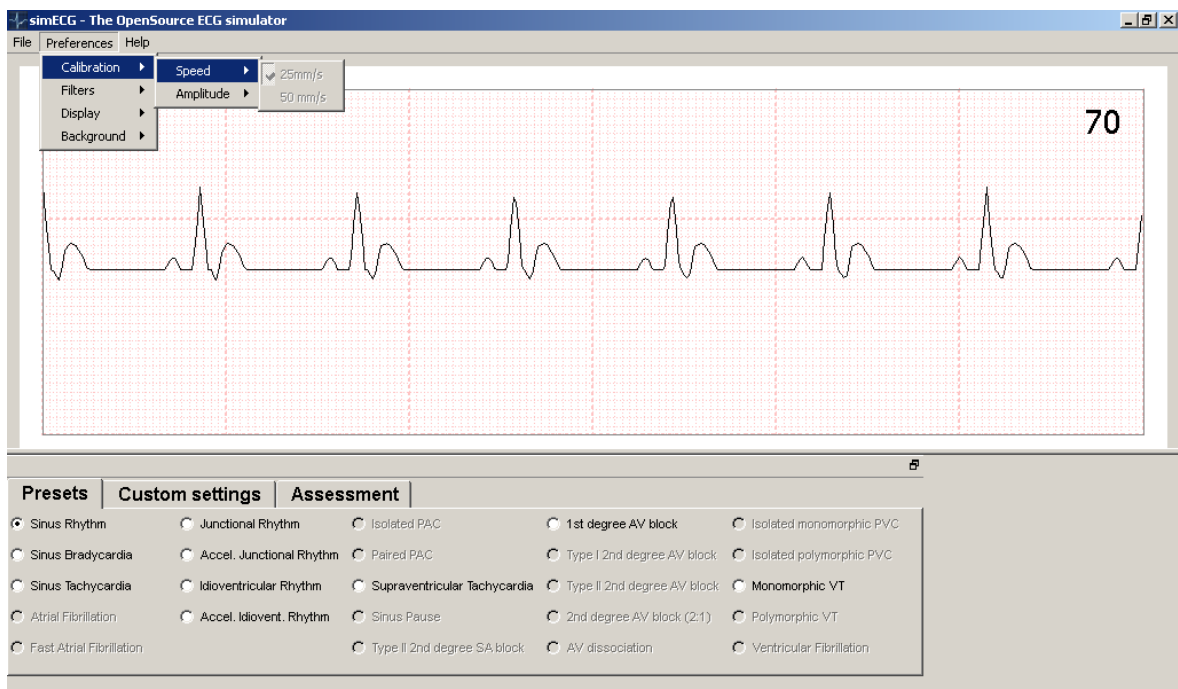 simECG - The OpenSource ECG simulator
File Preferences Help
Calibration
Filters
Display
Background
Speed
Amplitude
25mm/s
50 mm/s
70
Presets Custom settings Assessment
Sinus Rhythm Junctional Rhythm Isolated PAC 1st degree AV block Isolated monomorphic PVC
Sinus Bradycardia Accel. Junctional Rhythm Paired PAC Type I 2nd degree AV block Isolated polymorphic PVC
Sinus Tachycardia Idioventricular Rhythm Supraventricular Tachycardia Type II 2nd degree AV block Monomorphic VT
Atrial Fibrillation Accel. Idiovent. Rhythm Sinus Pause 2nd degree AV block (2:1) Polymorphic VT
Fast Atrial Fibrillation Type II 2nd degree SA block AV dissociation Ventricular Fibrillation